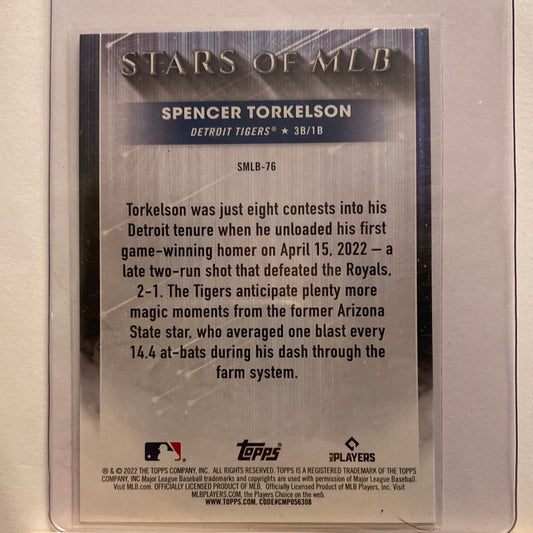 STARS OF MLB
SPENCER TORKELSON
DETROIT TIGERS® ★ 3B/1B
SMLB-76
Torkelson was just eight contests into his
Detroit tenure when he unloaded his first
game-winning homer on April 15, 2022 — a
late two-run shot that defeated the Royals,
2-1. The Tigers anticipate plenty more
magic moments from the former Arizona
State star, who averaged one blast every
14.4 at-bats during his dash through the
farm system.
Topps
MLB PLAYERS
® & © 2022 THE TOPPS COMPANY, INC. ALL RIGHTS RESERVED. TOPPS IS A REGISTERED TRADEMARK OF THE TOPPS
COMPANY, INC Major League Baseball trademarks and copyrights are used with permission of Major League Baseball.
Visit MLB.com. OFFICIALLY LICENSED PRODUCT OF MLB. Officially Licensed Product of MLB Players, Inc. Visit
MLBPLAYERS.COM, the Players Choice on the web.
WWW.TOPPS.COM. CODE#CMP056308